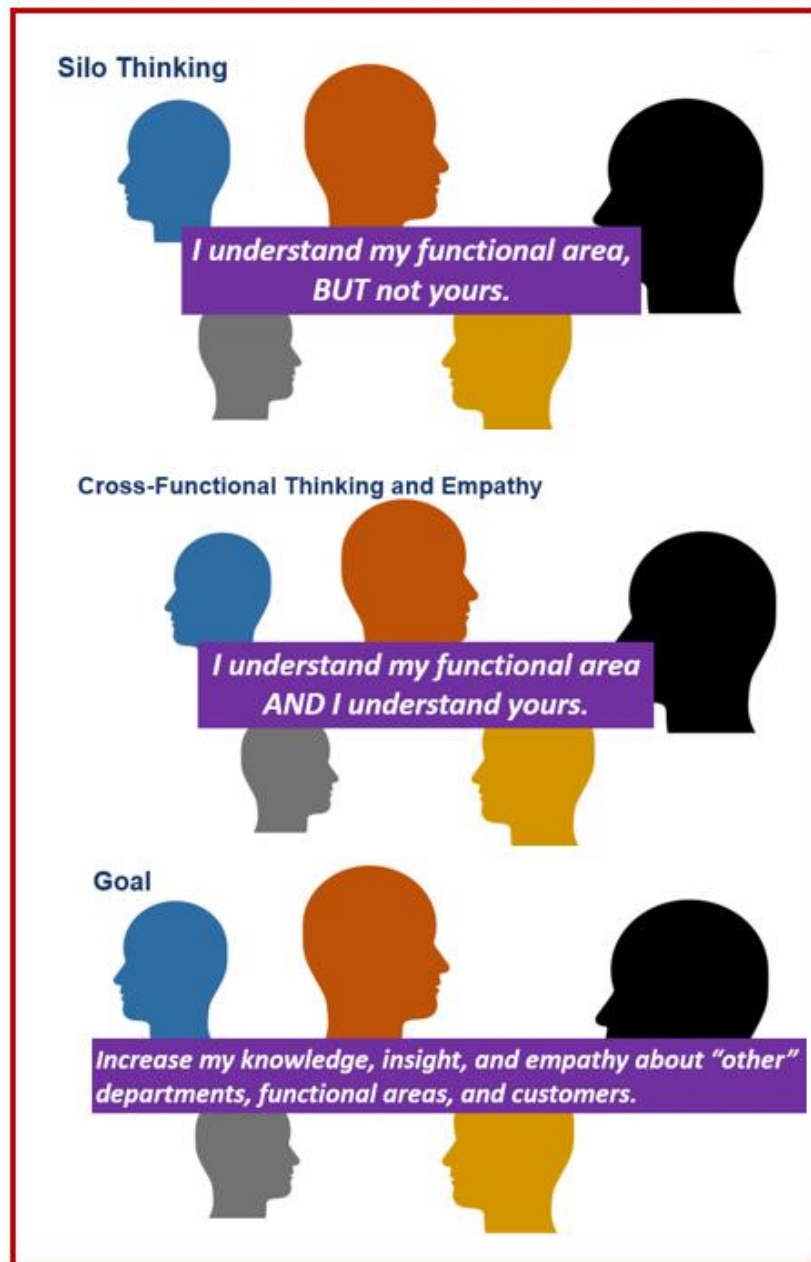 Silo Thinking
I understand my functional area,
BUT not yours.
Cross-Functional Thinking and Empathy
I understand my functional area
AND I understand yours.
Goal
Increase my knowledge, insight, and empathy about “other”
departments, functional areas, and customers.